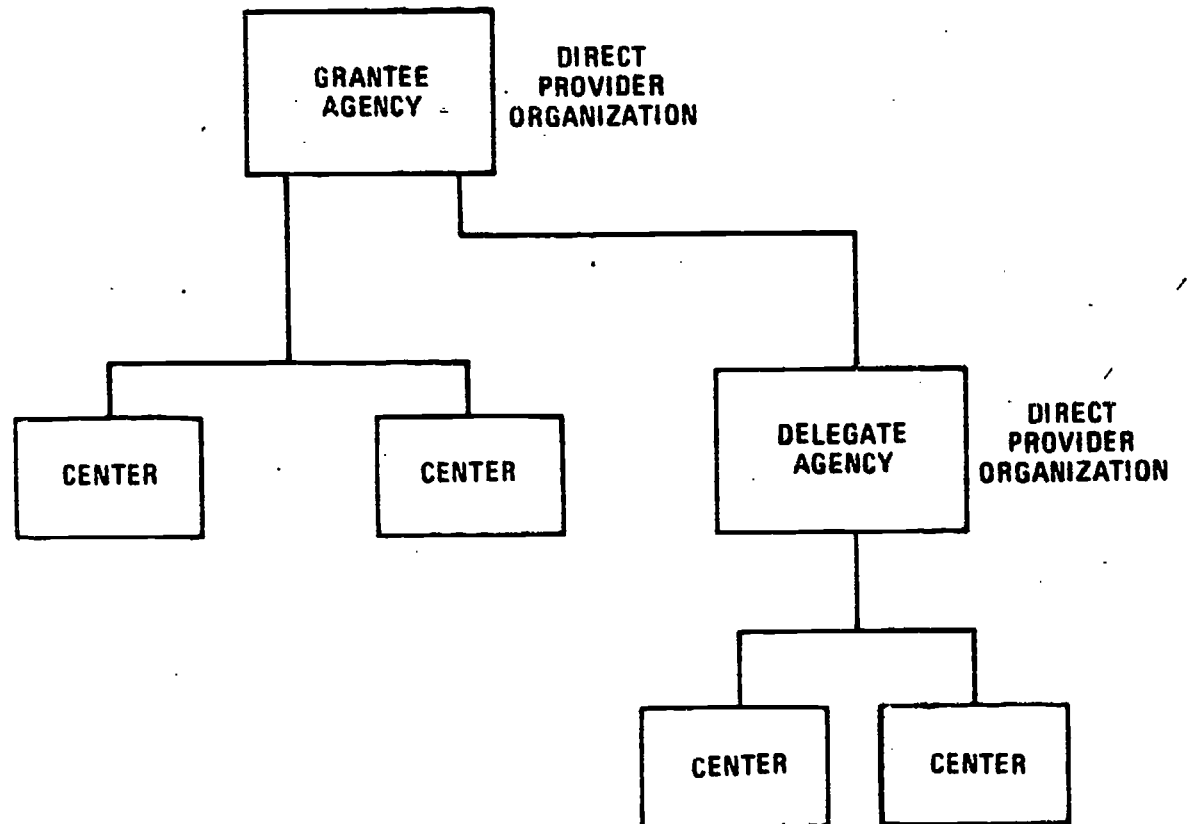 GRANTEE
AGENCY
DIRECT
PROVIDER
ORGANIZATION
CENTER
CENTER
DELEGATE
AGENCY
DIRECT
PROVIDER
ORGANIZATION
CENTER
CENTER